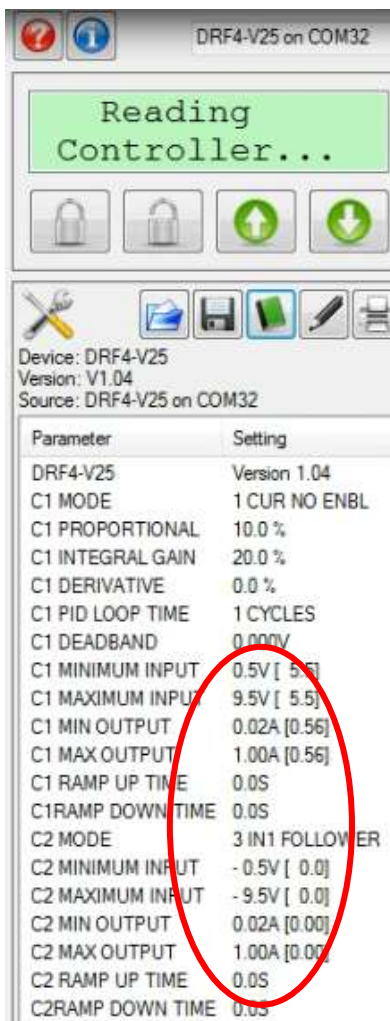 DRF4-V25 on COM32
Reading
Controller...
Device: DRF4-V25
Version: V1.04
Source: DRF4-V25 on COM32
Parameter Setting
DRF4-V25 Version 1.04
C1 MODE 1 CUR NO ENBL
C1 PROPORTIONAL 10.0 %
C1 INTEGRAL GAIN 20.0 %
C1 DERIVATIVE 0.0 %
C1 PID LOOP TIME 1 CYCLES
C1 DEADBAND 0.000V
C1 MINIMUM INPUT 0.5V [ 5.5]
C1 MAXIMUM INPUT 9.5V [ 5.5]
C1 MIN OUTPUT 0.02A [0.56]
C1 MAX OUTPUT 1.00A [0.56]
C1 RAMP UP TIME 0.0S
C1RAMP DOWN TIME 0.0S
C2 MODE 3 IN1 FOLLOWER
C2 MINIMUM INPUT - 0.5V [ 0.0]
C2 MAXIMUM INPUT - 9.5V [ 0.0]
C2 MIN OUTPUT 0.02A [0.00]
C2 MAX OUTPUT 1.00A [0.00]
C2 RAMP UP TIME 0.0S
C2RAMP DOWN TIME 0.0S